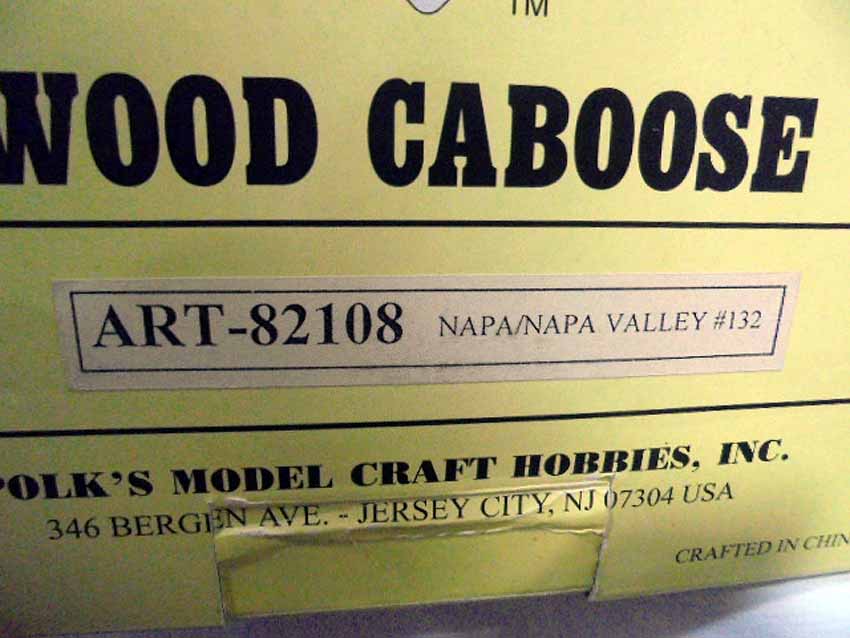 TM
WOOD CABOOSE
ART-82108 NAPA/NAPA VALLEY #132
POLK'S MODEL CRAFT HOBBIES, INC.
346 BERGEN AVE. - JERSEY CITY, NJ 07304 USA
CRAFTED IN CHIN